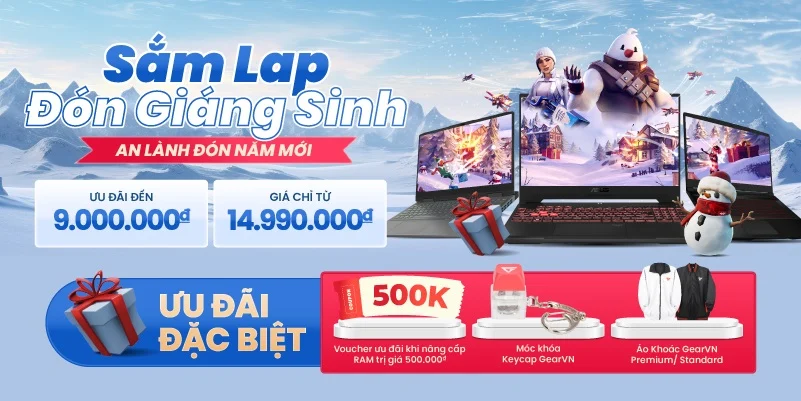 Sắm Lap
Đón Giáng Sinh
AN LÀNH ĐÓN NĂM MỚI
ƯU ĐÃI ĐẾN
9.000.000đ
GIÁ CHỈ TỪ
14.990.000đ
ƯU ĐÃI
ĐẶC BIỆT
COUPON
500K
Voucher ưu đãi khi nâng cấp
RAM trị giá 500.000đ
Móc khóa
Keycap GearVN
Áo Khoác GearVN
Premium/ Standard